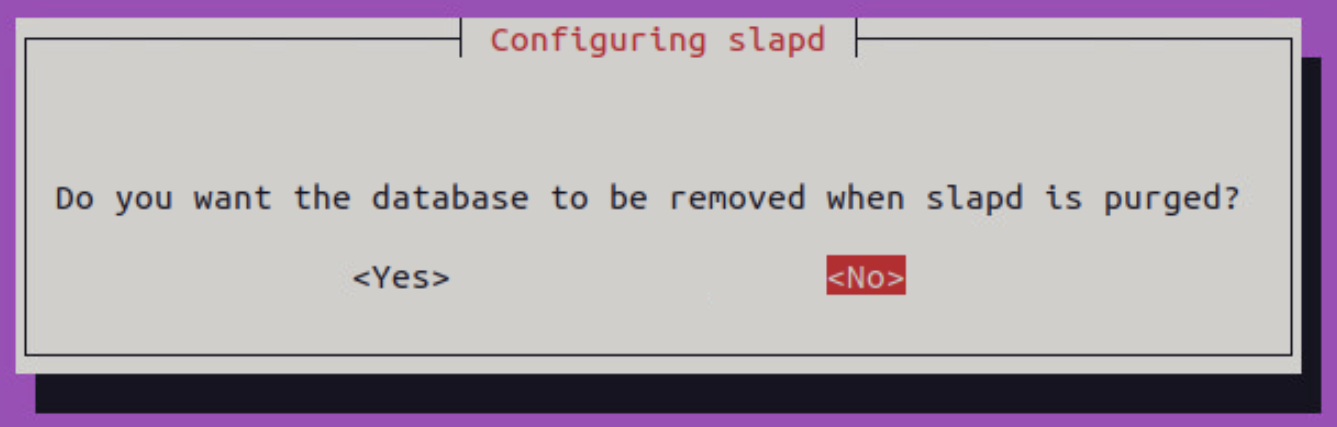 Configuring slapd
Do you want the database to be removed when slapd is purged?
<Yes> <No>